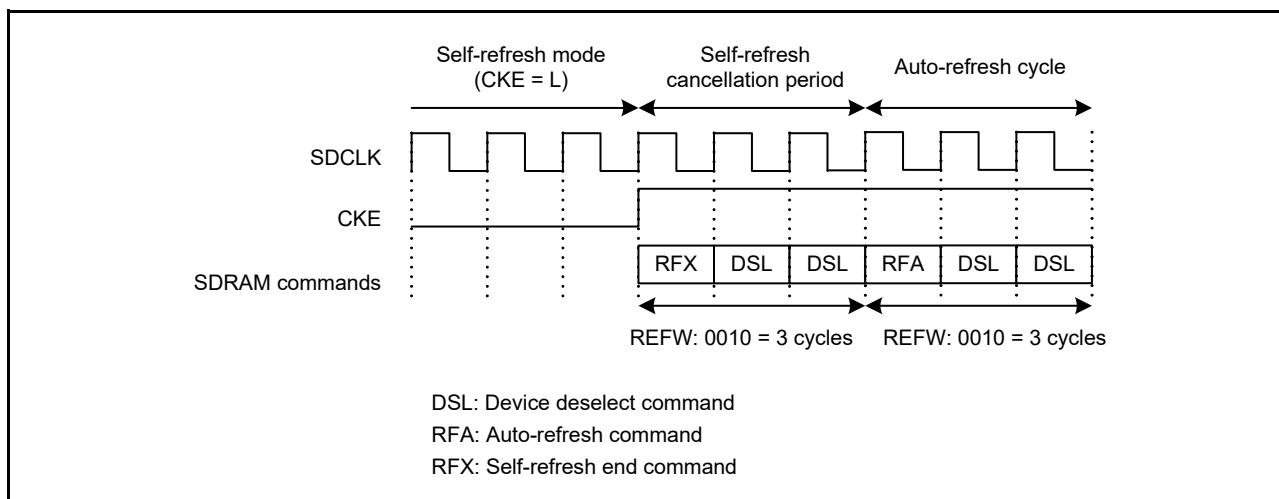 Self-refresh mode
(CKE = L)
Self-refresh
cancellation period
Auto-refresh cycle
SDCLK
CKE
SDRAM commands
RFX DSL DSL RFA DSL DSL
REFW: 0010 = 3 cycles REFW: 0010 = 3 cycles
DSL: Device deselect command
RFA: Auto-refresh command
RFX: Self-refresh end command